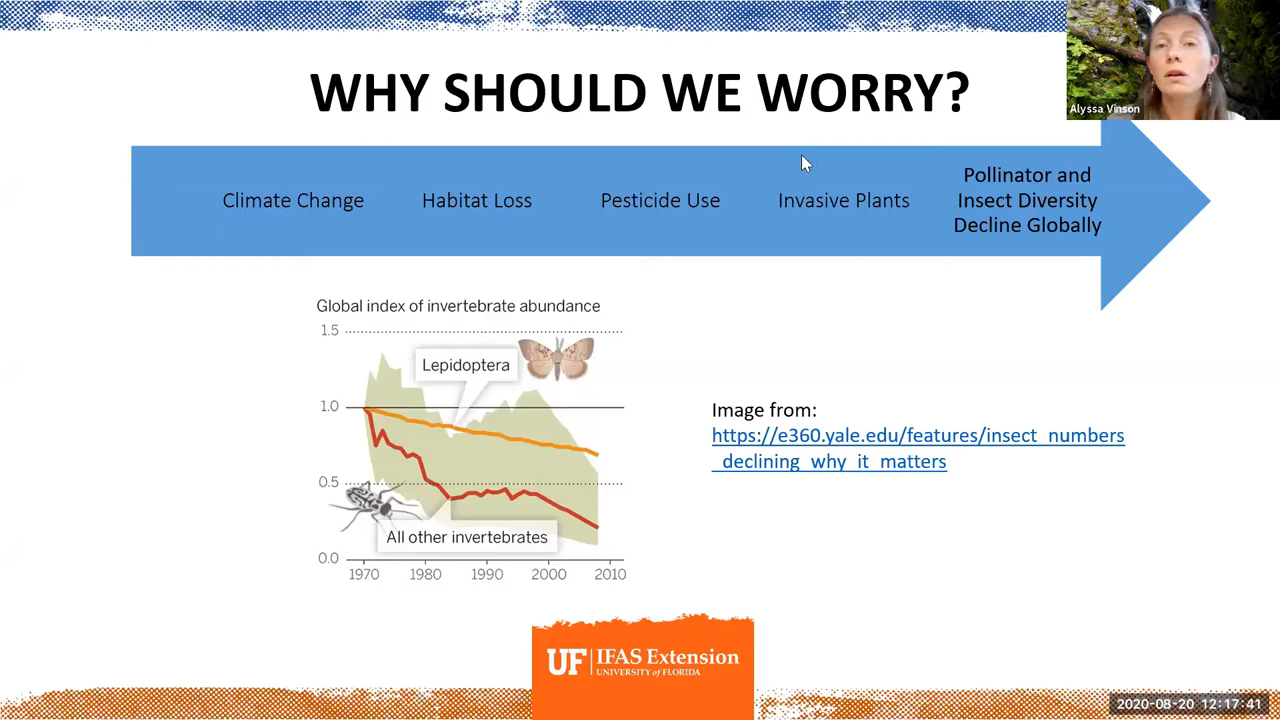 WHY SHOULD WE WORRY?
Alyssa Vinson
Climate Change
Habitat Loss
Pesticide Use
Invasive Plants
Pollinator and
Insect Diversity
Decline Globally
Global index of invertebrate abundance
1.5
Lepidoptera
1.0
0.5
All other invertebrates
0.0
1970 1980 1990 2000 2010
Image from:
https://e360.yale.edu/features/insect_numbers
_declining_why_it_matters
UF IFAS Extension
UNIVERSITY of FLORIDA
2020-08-20 12:17:41